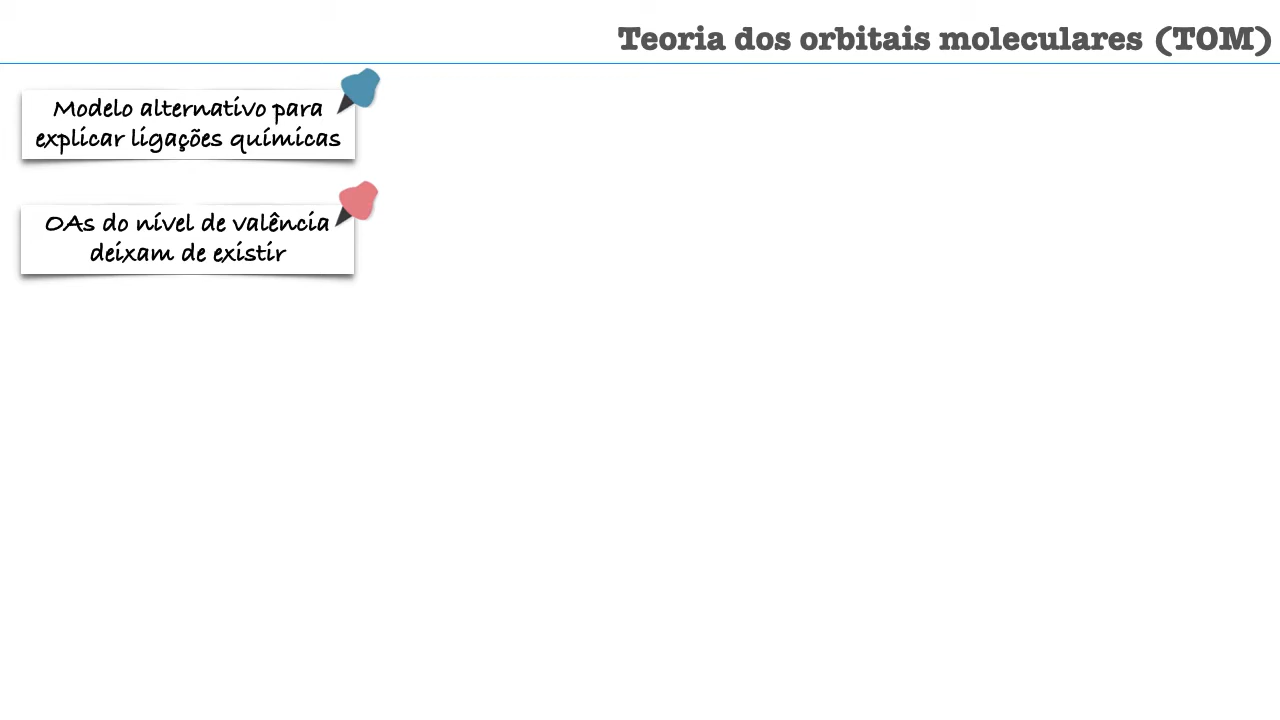 Teoria dos orbitais moleculares (TOM)
Modelo alternativo para
explicar ligações químicas
OAs do nível de valência
deixam de existir